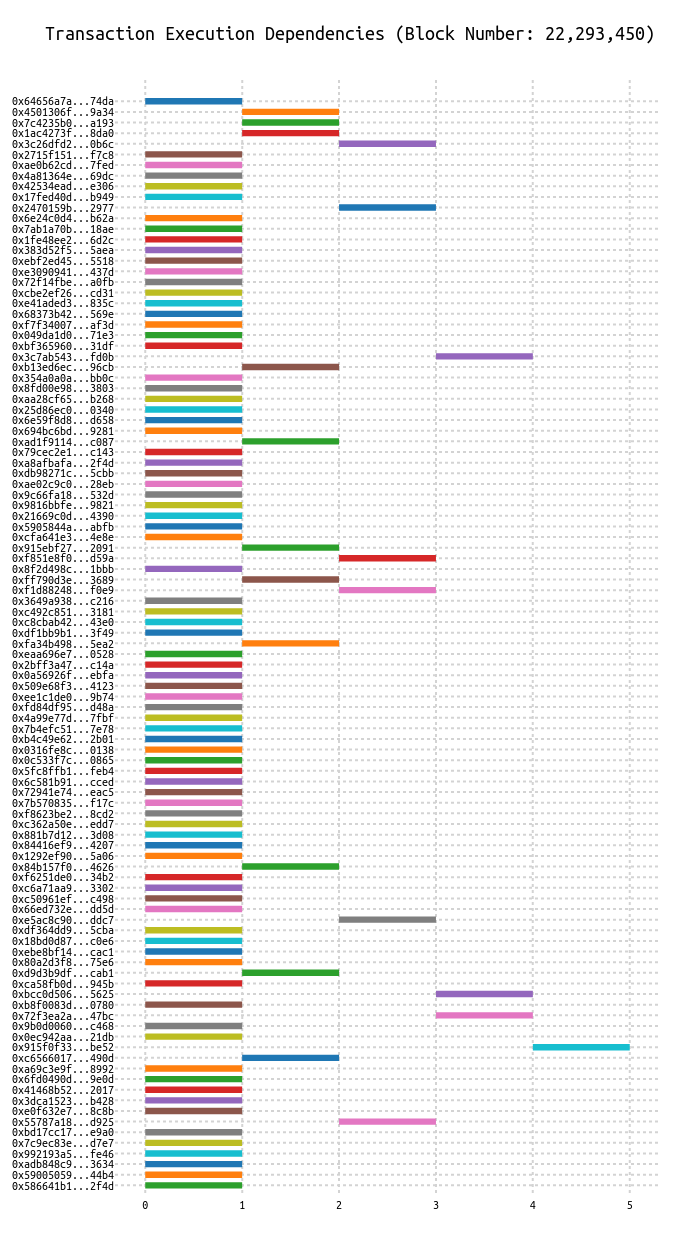 Transaction Execution Dependencies (Block Number: 22,293,450)
0x64656a7a...74da
0x4501306f...9a34
0x7c4235b0...a193
0x1ac4273f...8da0
0x3c26dfd2...0b6c
0x2715f151...f7c8
0xae0b62cd...7fed
0x4a81364e...69dc
0x42534ead...e306
0x17fed40d...b949
0x2470159b...2977
0x6e24c0d4...b62a
0x7ab1a70b...18ae
0x1fe48ee2...6d2c
0x383d52f5...5aea
0xebf2ed45...5518
0xe3090941...437d
0x72f14fbe...a0fb
0xcbe2ef26...cd31
0xe41aded3...835c
0x68373b42...569e
0xf7f34007...af3d
0x049da1d0...71e3
0xbf365960...31df
0x3c7ab543...fd0b
0xb13ed6ec...96cb
0x354a0a0a...bb0c
0x8fd00e98...3803
0xaa28cf65...b268
0x25d86ec0...0340
0x6e59f8d8...d658
0x694bc6bd...9281
0xad1f9114...c087
0x79cec2e1...c143
0xa8afbafa...2f4d
0xdb98271c...5cbb
0xae02c9c0...28eb
0x9c66fa18...532d
0x9816bbfe...9821
0x21669c0d...4390
0x5905844a...abfb
0xcfa641e3...4e8e
0x915ebf27...2091
0xf851e8f0...d59a
0x8f2d498c...1bbb
0xff790d3e...3689
0xf1d88248...f0e9
0x3649a938...c216
0xc492c851...3181
0xc8cbab42...43e0
0xdf1bb9b1...3f49
0xfa34b498...5ea2
0xeaa696e7...0528
0x2bff3a47...c14a
0x0a56926f...ebfa
0x509e68f3...4123
0xee1c1de0...9b74
0xfd84df95...d48a
0x4a99e77d...7fbf
0x7b4efc51...7e78
0xb4c49e62...2b01
0x0316fe8c...0138
0x0c533f7c...0865
0x5fc8ffb1...feb4
0x6c581b91...cced
0x72941e74...eac5
0x7b570835...f17c
0xf8623be2...8cd2
0xc362a50e...edd7
0x881b7d12...3d08
0x84416ef9...4207
0x1292ef90...5a06
0x84b157f0...4626
0xf6251de0...34b2
0xc6a71aa9...3302
0xc50961ef...c498
0x66ed732e...dd5d
0xe5ac8c90...ddc7
0xdf364dd9...5cba
0x18bd0d87...c0e6
0xebe8bf14...cac1
0x80a2d3f8...75e6
0xd9d3b9df...cab1
0xca58fb0d...945b
0xbcc0d506...5625
0xb8f0083d...0780
0x72f3ea2a...47bc
0x9b0d0060...c468
0x0ec942aa...21db
0x915f0f33...be52
0xc6566017...490d
0xa69c3e9f...8992
0x6fd0490d...9e0d
0x41468b52...2017
0x3dca1523...b428
0xe0f632e7...8c8b
0x55787a18...d925
0xbd17cc17...e9a0
0x7c9ec83e...d7e7
0x992193a5...fe46
0xadb848c9...3634
0x59005059...44b4
0x586641b1...2f4d
0 1 2 3 4 5